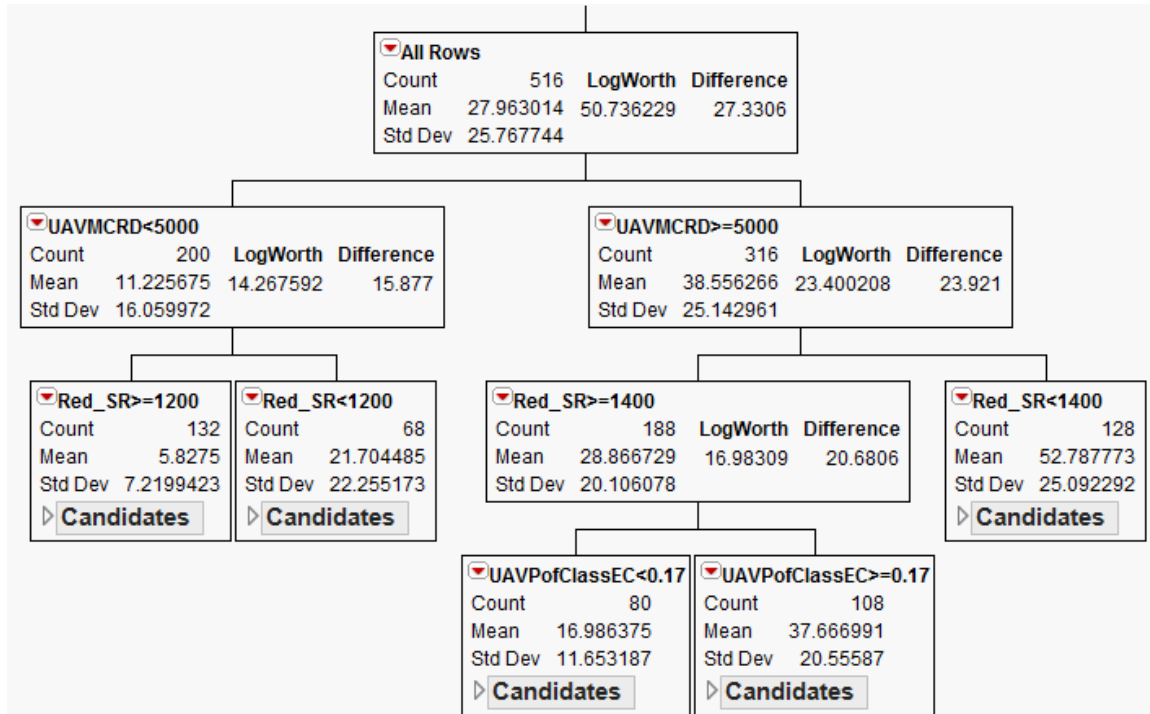 All Rows
Count 516 LogWorth Difference
Mean 27.963014 50.736229 27.3306
Std Dev 25.767744
UAVMCRD<5000
Count 200 LogWorth Difference
Mean 11.225675 14.267592 15.877
Std Dev 16.059972
UAVMCRD>=5000
Count 316 LogWorth Difference
Mean 38.556266 23.400208 23.921
Std Dev 25.142961
Red_SR>=1200
Count 132
Mean 5.8275
Std Dev 7.2199423
Candidates
Red_SR<1200
Count 68
Mean 21.704485
Std Dev 22.255173
Candidates
Red_SR>=1400
Count 188 LogWorth Difference
Mean 28.866729 16.98309 20.6806
Std Dev 20.106078
Red_SR<1400
Count 128
Mean 52.787773
Std Dev 25.092292
Candidates
UAVPofClassEC<0.17
Count 80
Mean 16.986375
Std Dev 11.653187
Candidates
UAVPofClassEC>=0.17
Count 108
Mean 37.666991
Std Dev 20.55587
Candidates